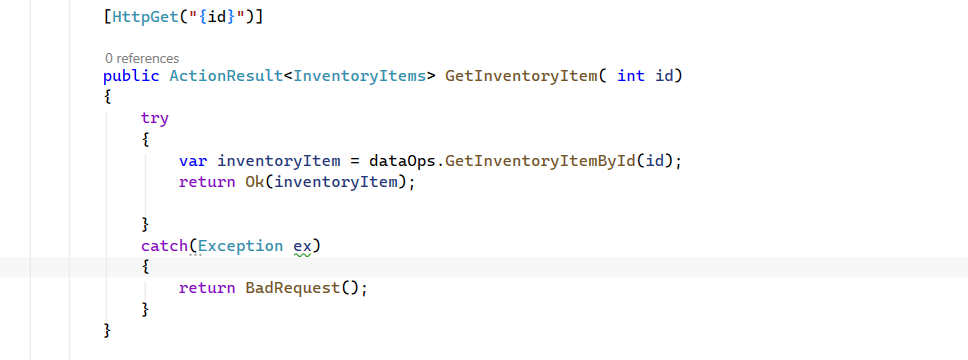 [HttpGet("{id}")]
0 references
public ActionResult<InventoryItems> GetInventoryItem( int id)
{
try
{
var inventoryItem = dataOps.GetInventoryItemById(id);
return Ok(inventoryItem);
}
catch(Exception ex)
{
return BadRequest();
}
}